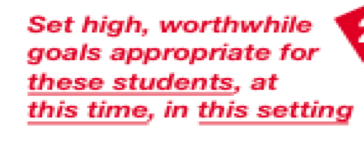 Set high, worthwhile
goals appropriate for
these students, at
this time, in this setting